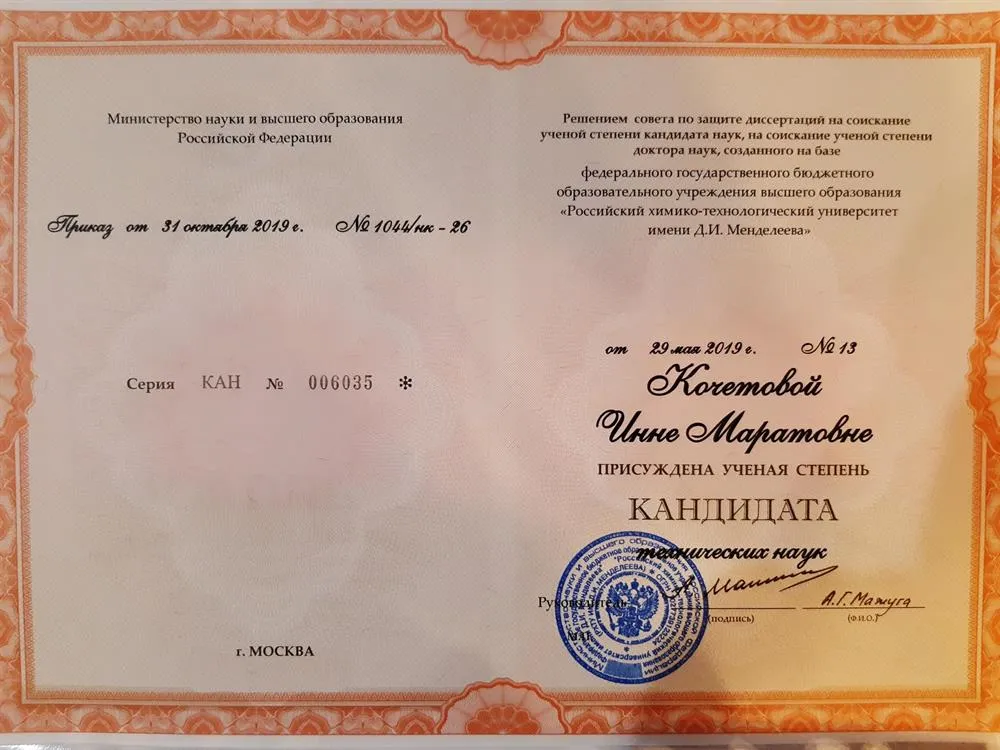 Министерство науки и высшего образования
Российской Федерации
Приказ от 31 октября 2019 г. № 1044/нк - 26
Серия КАН № 006035 *
г. МОСКВА
Решением совета по защите диссертаций на соискание
ученой степени кандидата наук, на соискание ученой степени
доктора наук, созданного на базе
федерального государственного бюджетного
образовательного учреждения высшего образования
«Российский химико-технологический университет
имени Д.И. Менделеева»
от 29 мая 2019 г. № 13
Кочетовой
Инне Маратовне
ПРИСУЖДЕНА УЧЕНАЯ СТЕПЕНЬ
КАНДИДАТА
технических наук
Руководитель
А.Г. Мажуга
(подпись) (Ф.И.О.)
М.П.